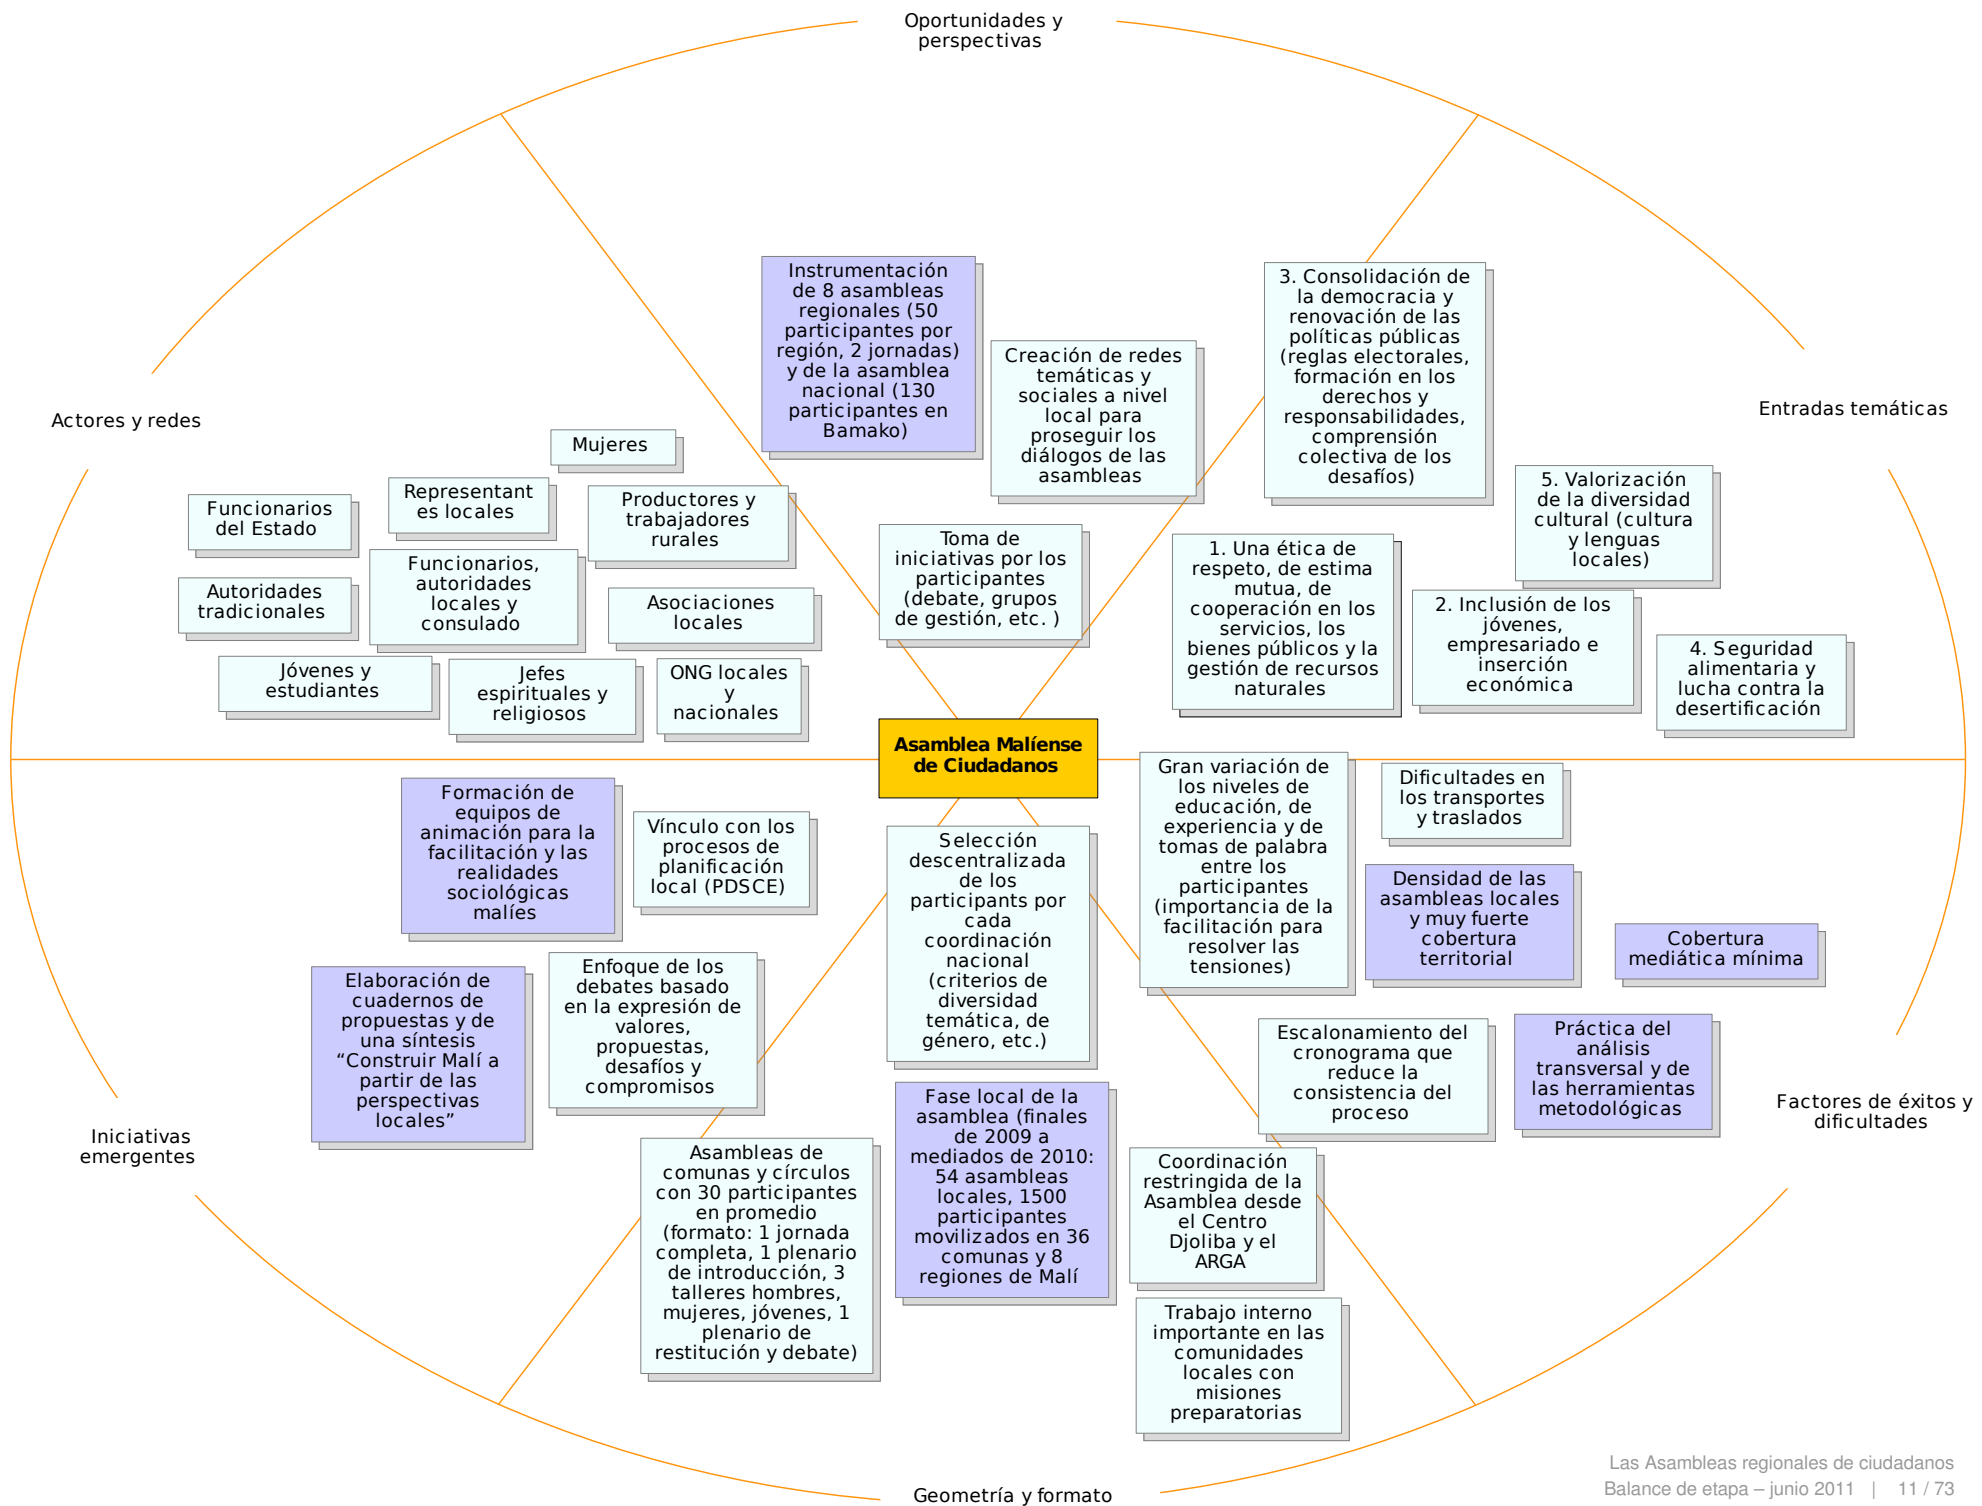 Oportunidades y
perspectivas
Instrumentación
de 8 asambleas
regionales (50
participantes por
región, 2 jornadas)
y de la asamblea
nacional (130
participantes en
Bamako)
Creación de redes
temáticas y
sociales a nivel
local para
proseguir los
diálogos de las
asambleas
Toma de
iniciativas por los
participantes
(debate, grupos
de gestión, etc. )
Entradas temáticas
3. Consolidación de
la democracia y
renovación de las
políticas públicas
(reglas electorales,
formación en los
derechos y
responsabilidades,
comprensión
colectiva de los
desafíos)
5. Valorización
de la diversidad
cultural (cultura
y lenguas
locales)
1. Una ética de
respeto, de estima
mutua, de
cooperación en los
servicios, los
bienes públicos y la
gestión de recursos
naturales
2. Inclusión de los
jóvenes,
empresariado e
inserción
económica
4. Seguridad
alimentaria y
lucha contra la
desertificación
Actores y redes
Mujeres
Funcionarios
del Estado
Representant
es locales
Productores y
trabajadores
rurales
Autoridades
tradicionales
Funcionarios,
autoridades
locales y
consulado
Asociaciones
locales
Jóvenes y
estudiantes
Jefes
espirituales y
religiosos
ONG locales
y
nacionales
Asamblea Malíense
de Ciudadanos
Formación de
equipos de
animación para la
facilitación y las
realidades
sociológicas
malíes
Vínculo con los
procesos de
planificación
local (PDSCE)
Elaboración de
cuadernos de
propuestas y de
una síntesis
“Construir Malí a
partir de las
perspectivas
locales”
Enfoque de los
debates basado
en la expresión de
valores,
propuestas,
desafíos y
compromisos
Iniciativas
emergentes
Selección
descentralizada
de los
participants por
cada
coordinación
nacional
(criterios de
diversidad
temática, de
género, etc.)
Asambleas de
comunas y círculos
con 30 participantes
en promedio
(formato: 1 jornada
completa, 1 plenario
de introducción, 3
talleres hombres,
mujeres, jóvenes, 1
plenario de
restitución y debate)
Fase local de la
asamblea (finales
de 2009 a
mediados de 2010:
54 asambleas
locales, 1500
participantes
movilizados en 36
comunas y 8
regiones de Malí
Coordinación
restringida de la
Asamblea desde
el Centro
Djoliba y el
ARGA
Trabajo interno
importante en las
comunidades
locales con
misiones
preparatorias
Geometría y formato
Gran variación de
los niveles de
educación, de
experiencia y de
tomas de palabra
entre los
participantes
(importancia de la
facilitación para
resolver las
tensiones)
Dificultades en
los transportes
y traslados
Densidad de las
asambleas locales
y muy fuerte
cobertura
territorial
Cobertura
mediática mínima
Escalonamiento del
cronograma que
reduce la
consistencia del
proceso
Práctica del
análisis
transversal y de
las herramientas
metodológicas
Factores de éxitos y
dificultades
Las Asambleas regionales de ciudadanos
Balance de etapa – junio 2011 | 11 / 73